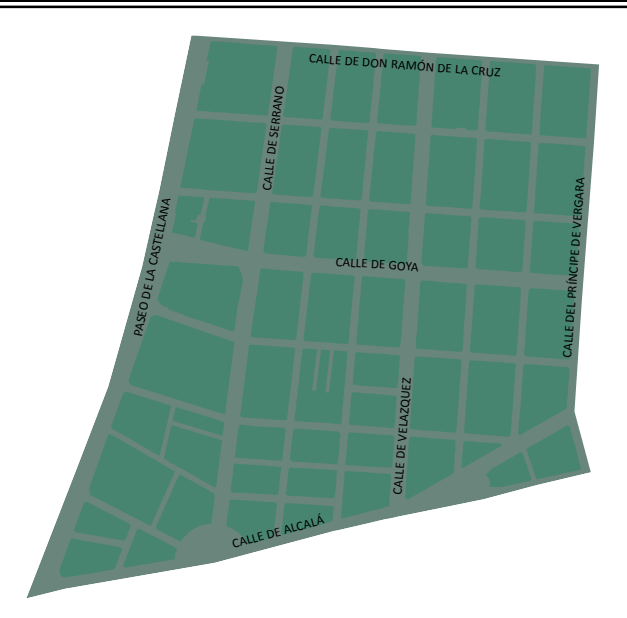 CALLE DE DON RAMÓN DE LA CRUZ
CALLE DE SERRANO
PASEO DE LA CASTELLANA
CALLE DEL PRÍNCIPE DE VERGARA
CALLE DE GOYA
CALLE DE VELAZQUEZ
CALLE DE ALCALÁ